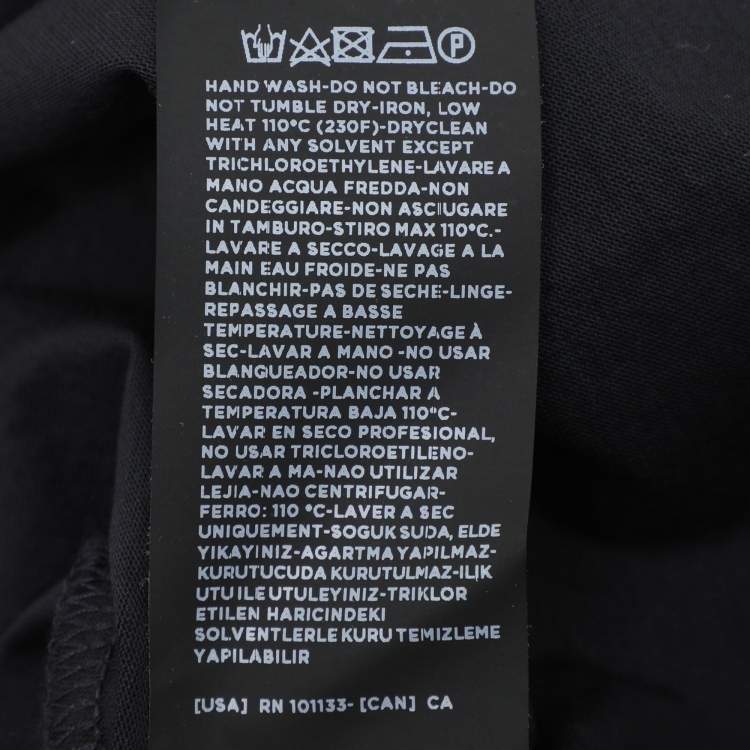 P
HAND WASH-DO NOT BLEACH-DO
NOT TUMBLE DRY-IRON, LOW
HEAT 110°C (230F)-DRYCLEAN
WITH ANY SOLVENT EXCEPT
TRICHLOROETHYLENE-LAVARE A
MANO ACQUA FREDDA-NON
CANDEGGIARE-NON ASCIUGARE
IN TAMBURO-STIRO MAX 110°C.-
LAVARE A SECCO-LAVAGE A LA
MAIN EAU FROIDE-NE PAS
BLANCHIR-PAS DE SECHE-LINGE-
REPASSAGE A BASSE
TEMPERATURE-NETTOYAGE À
SEC-LAVAR A MANO -NO USAR
BLANQUEADOR-NO USAR
SECADORA -PLANCHAR A
TEMPERATURA BAJA 110°C-
LAVAR EN SECO PROFESIONAL,
NO USAR TRICLOROETILENO-
LAVAR A MA-NAO UTILIZAR
LEJIA-NAO CENTRIFUGAR-
FERRO: 110 °C-LAVER A SEC
UNIQUEMENT-SOGUK SUDA, ELDE
YIKAYINIZ-AGARTMA YAPILMAZ-
KURUTUCUDA KURUTULMAZ-ILIK
UTU ILE UTULEYINIZ-TRIKLOR
ETILEN HARICINDEKI
SOLVENTLERLE KURU TEMIZLEME
YAPILABILIR
[USA] RN 101133- [CAN] CA